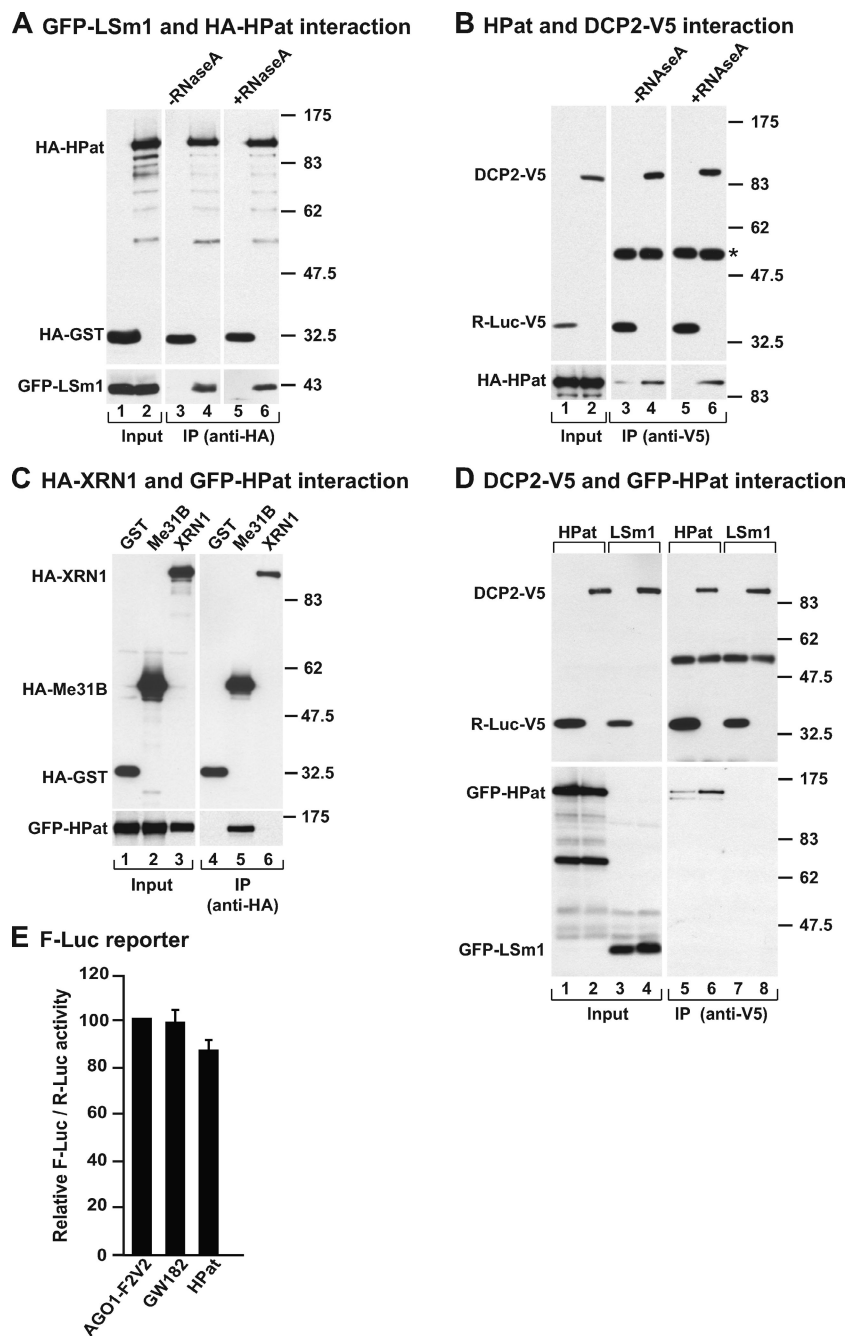 A GFP-LSm1 and HA-HPat interaction
-RNaseA
+RNaseA
HA-HPat
175
83
62
47.5
HA-GST
32.5
GFP-LSm1
43
1 2 3 4 5 6
Input IP (anti-HA)
B HPat and DCP2-V5 interaction
-RNAseA
+RNAseA
175
DCP2-V5
83
62
*
47.5
R-Luc-V5
32.5
HA-HPat
83
1 2 3 4 5 6
Input IP (anti-V5)
C HA-XRN1 and GFP-HPat interaction
GST Me31B XRN1 GST Me31B XRN1
HA-XRN1
83
62
HA-Me31B
47.5
HA-GST
32.5
175
GFP-HPat
1 2 3 4 5 6
Input IP
(anti-HA)
D DCP2-V5 and GFP-HPat interaction
HPat LSm1 HPat LSm1
DCP2-V5
83
62
47.5
R-Luc-V5
32.5
175
GFP-HPat
83
62
47.5
GFP-LSm1
1 2 3 4 5 6 7 8
Input IP (anti-V5)
E F-Luc reporter
Relative F-Luc / R-Luc activity
120
100
80
60
40
20
0
AGO1-F2V2
GW182
HPat